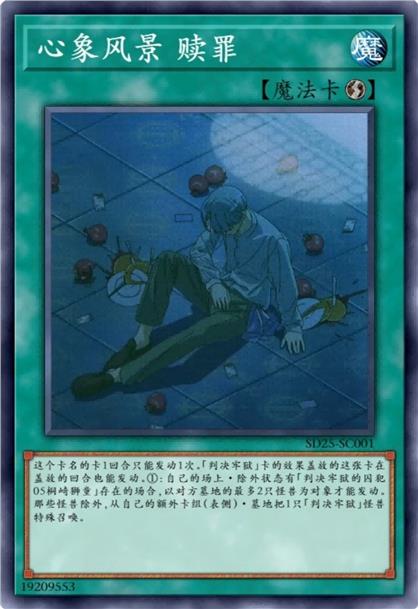 心象风景 赎罪
魔
【魔法卡】
SD25-SC001
这个卡名的卡1回合只能发动1次。「判决牢狱」卡的效果盖放的这张卡在
盖放的回合也能发动。①：自己的场上·除外状态有「判决牢狱的囚犯
05桐崎狮童」存在的场合，以对方墓地的最多2只怪兽为对象才能发动。
那些怪兽除外，从自己的额外卡组(表侧)·墓地把1只「判决牢狱」怪兽
特殊召唤。
19209553